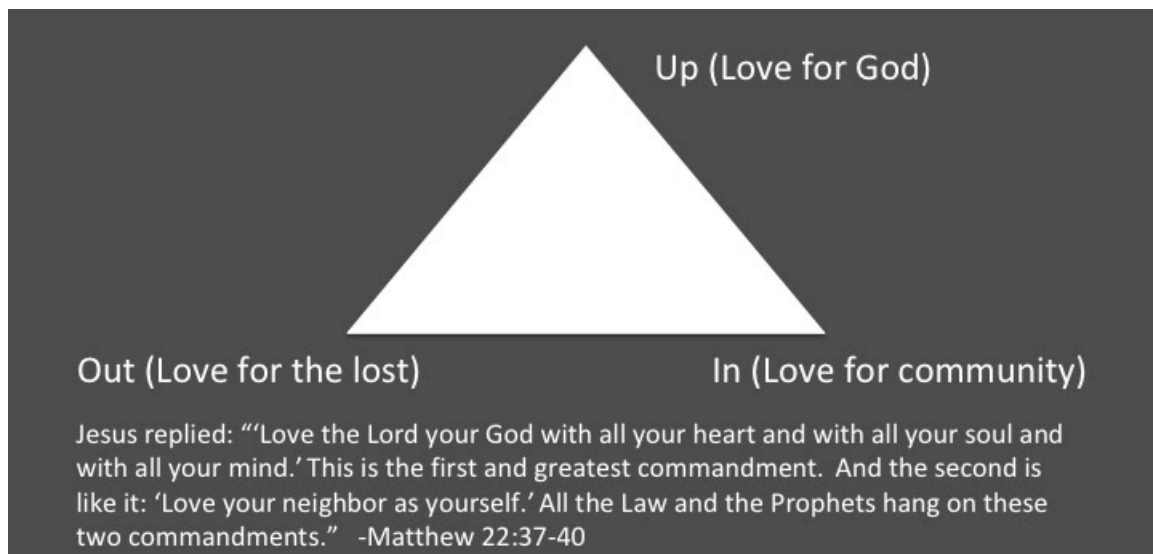 Up (Love for God)
Out (Love for the lost)
In (Love for community)
Jesus replied: “‘Love the Lord your God with all your heart and with all your soul and
with all your mind.’ This is the first and greatest commandment.  And the second is
like it: ‘Love your neighbor as yourself.’ All the Law and the Prophets hang on these
two commandments.”   -Matthew 22:37-40